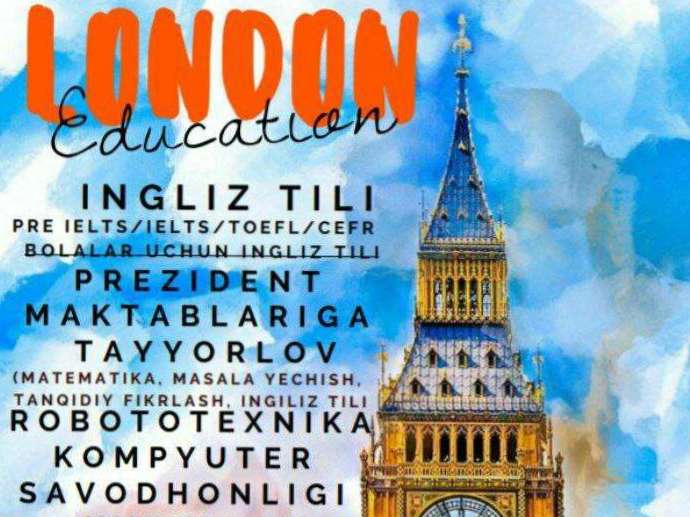 LONDON
Education
INGLIZ TILI
PRE IELTS/IELTS/TOEFL/CEFR
BOLALAR UCHUN INGLIZ TILI
PREZIDENT
MAKTABLARIGA
TAYYORLOV
(MATEMATIKA, MASALA YECHISH,
TANQIDIY FIKRLASH, INGILIZ TILI
ROBOTOTEXNIKA
KOMPYUTER
SAVODHONLIGI